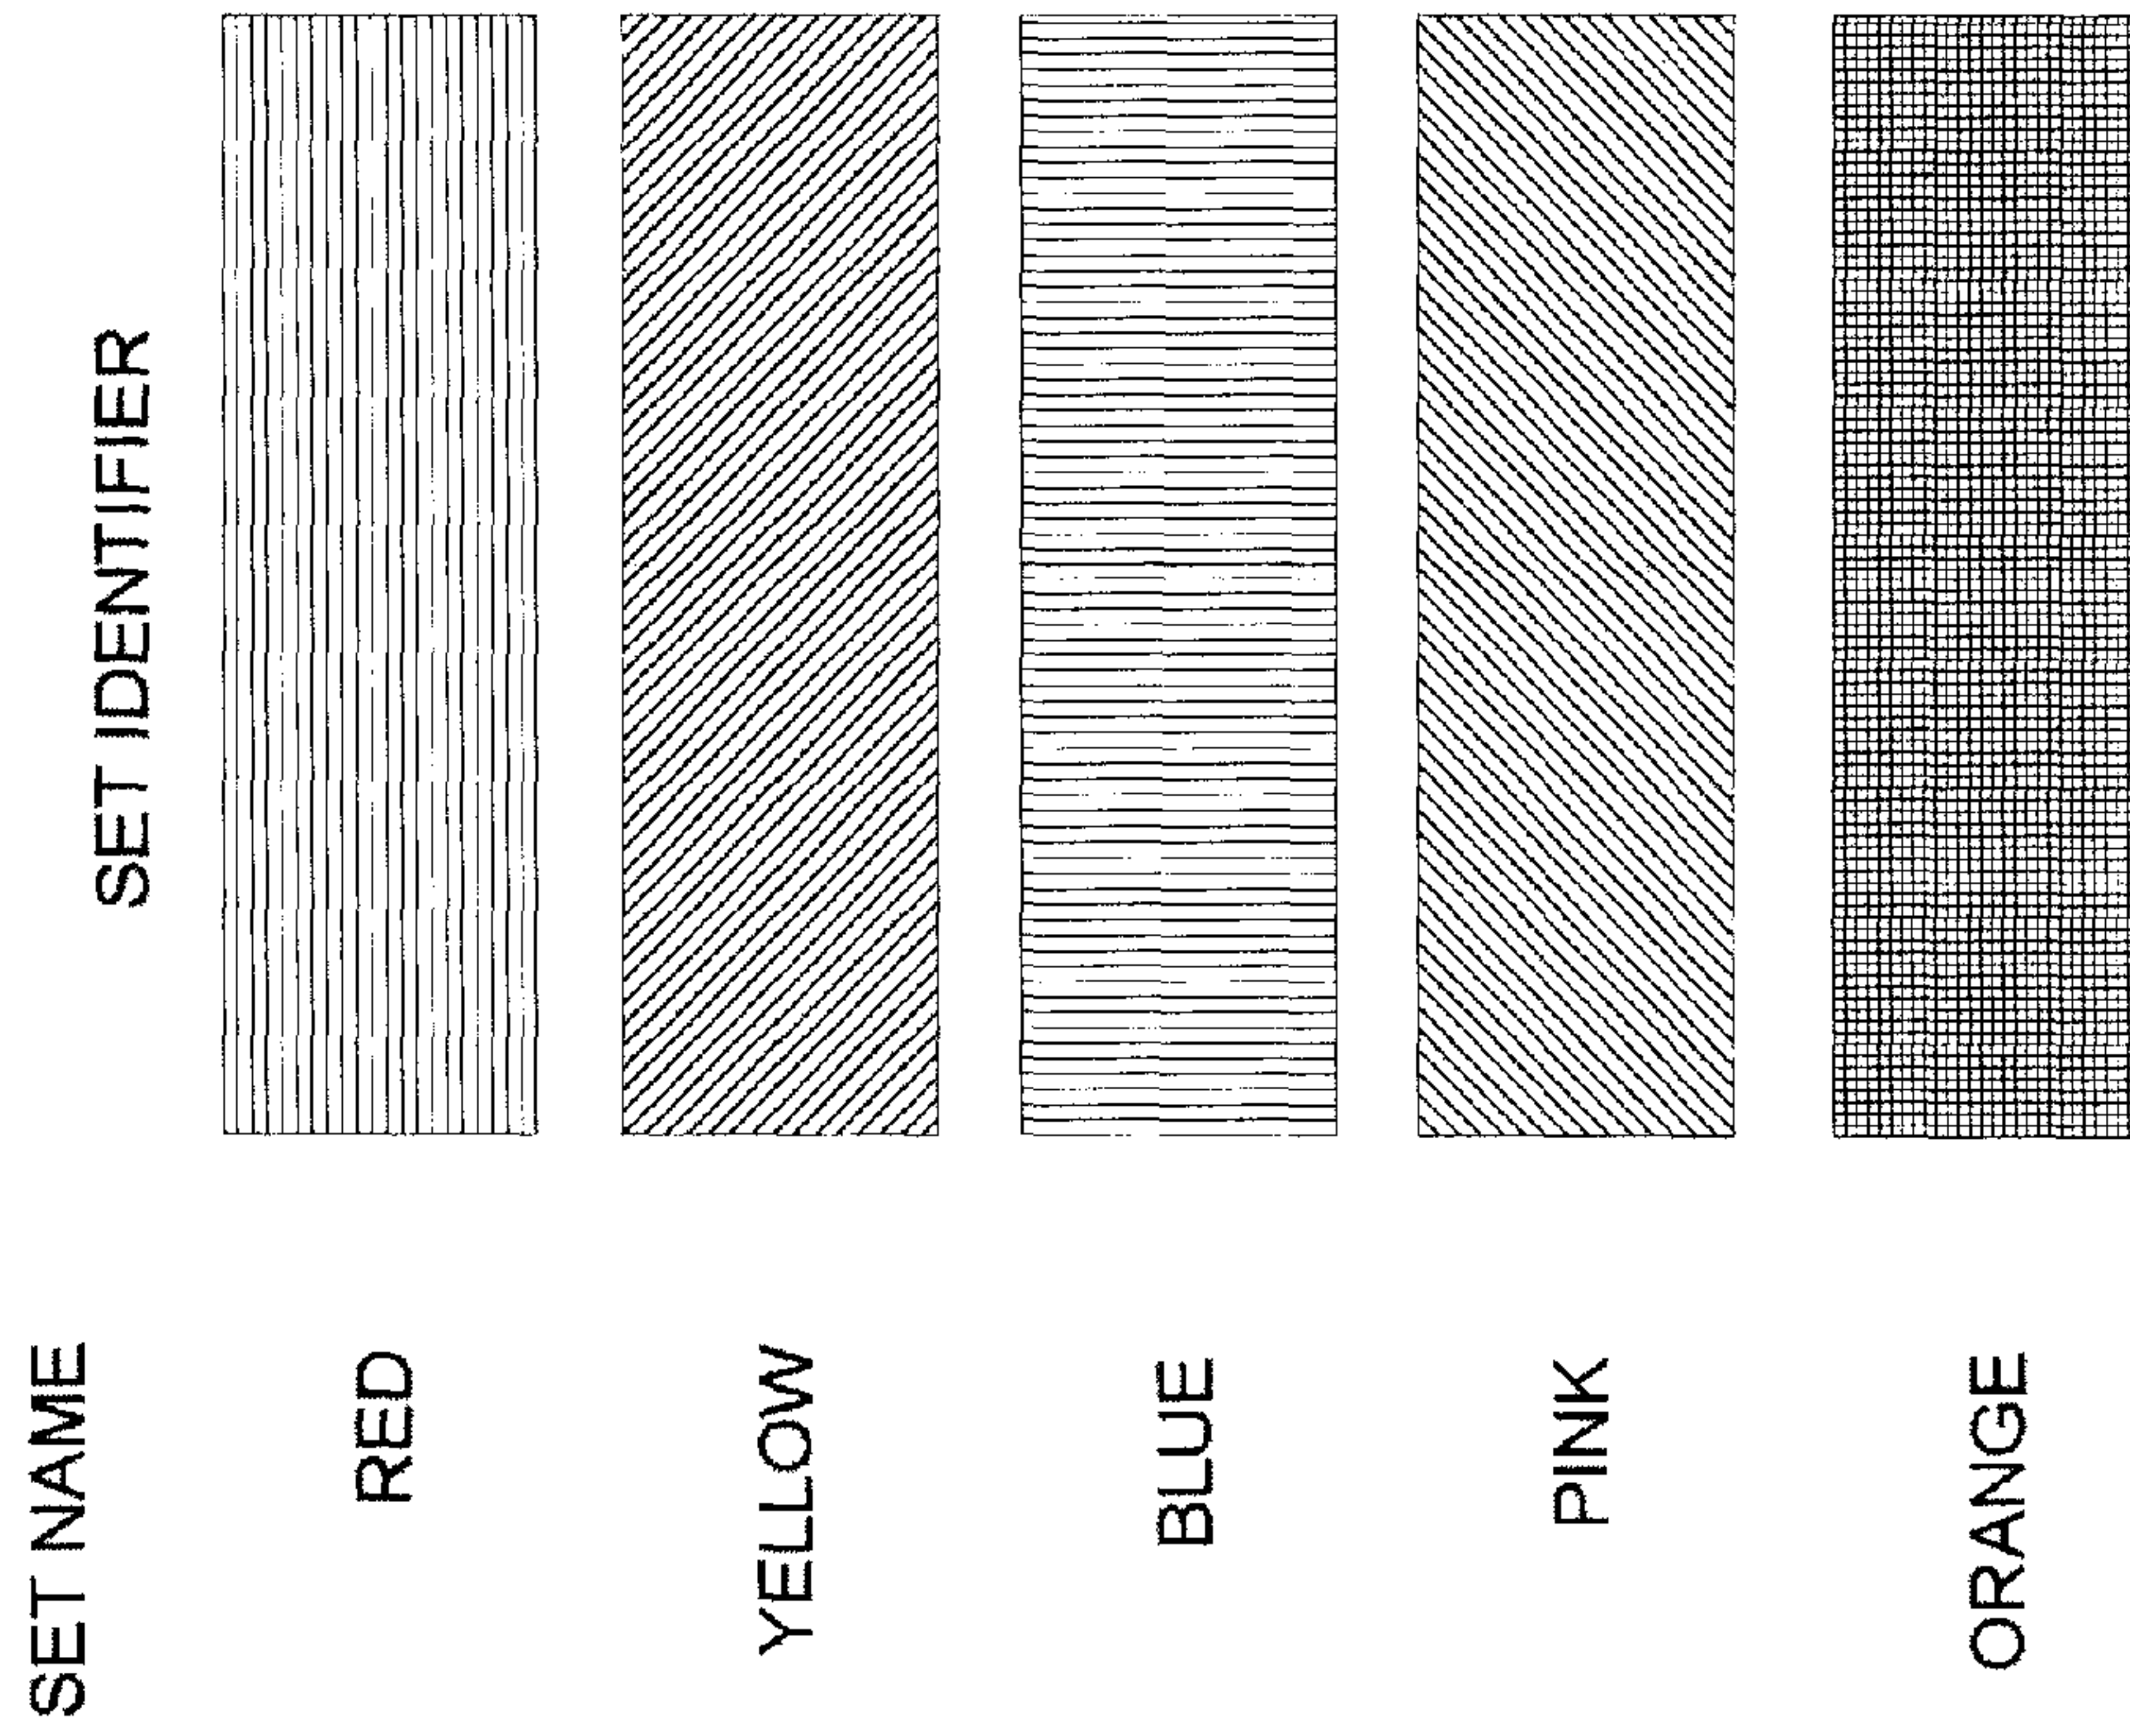 SET NAME
SET IDENTIFIER
RED
YELLOW
BLUE
PINK
ORANGE